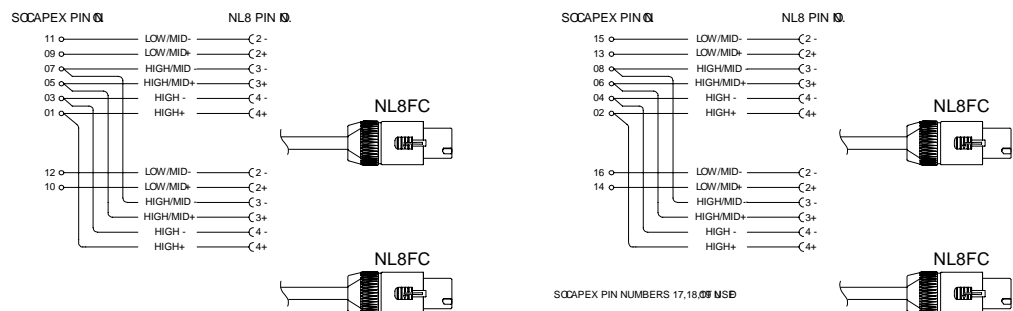 SOCAPEX PIN
NL8 PIN
11 LOW/MID- 2 -
09 LOW/MID+ 2+
07 HIGH/MID - 3 -
05 HIGH/MID+ 3+
03 HIGH - 4 -
01 HIGH+ 4+
NL8FC
12 LOW/MID- 2 -
10 LOW/MID+ 2+
HIGH/MID - 3 -
HIGH/MID+ 3+
HIGH - 4 -
HIGH+ 4+
NL8FC
SOCAPEX PIN
NL8 PIN
15 LOW/MID- 2 -
13 LOW/MID+ 2+
08 HIGH/MID - 3 -
06 HIGH/MID+ 3+
04 HIGH - 4 -
02 HIGH+ 4+
NL8FC
16 LOW/MID- 2 -
14 LOW/MID+ 2+
HIGH/MID - 3 -
HIGH/MID+ 3+
HIGH - 4 -
HIGH+ 4+
NL8FC
SOCAPEX PIN NUMBERS 17,18,